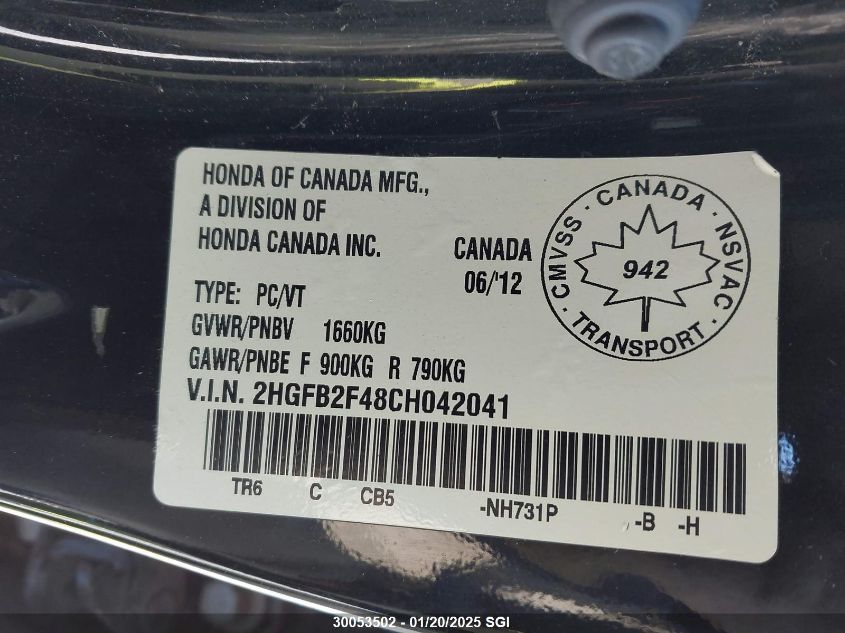 HONDA OF CANADA MFG.,
A DIVISION OF
HONDA CANADA INC.
CANADA
06/'12
CMVSS · CANADA · NSVAC · TRANSPORT ·
942
TYPE: PC/VT
GVWR/PNBV 1660KG
GAWR/PNBE F 900KG R 790KG
V.I.N. 2HGFB2F48CH042041
TR6 C CB5 -NH731P -B -H
30053502 - 01/20/2025 SGI